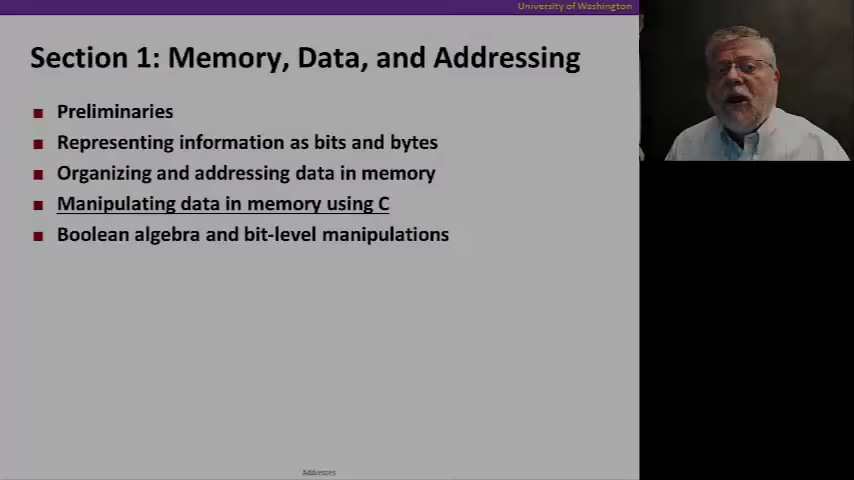 University of Washington
Section 1: Memory, Data, and Addressing
Preliminaries
Representing information as bits and bytes
Organizing and addressing data in memory
Manipulating data in memory using C
Boolean algebra and bit-level manipulations
Addresses